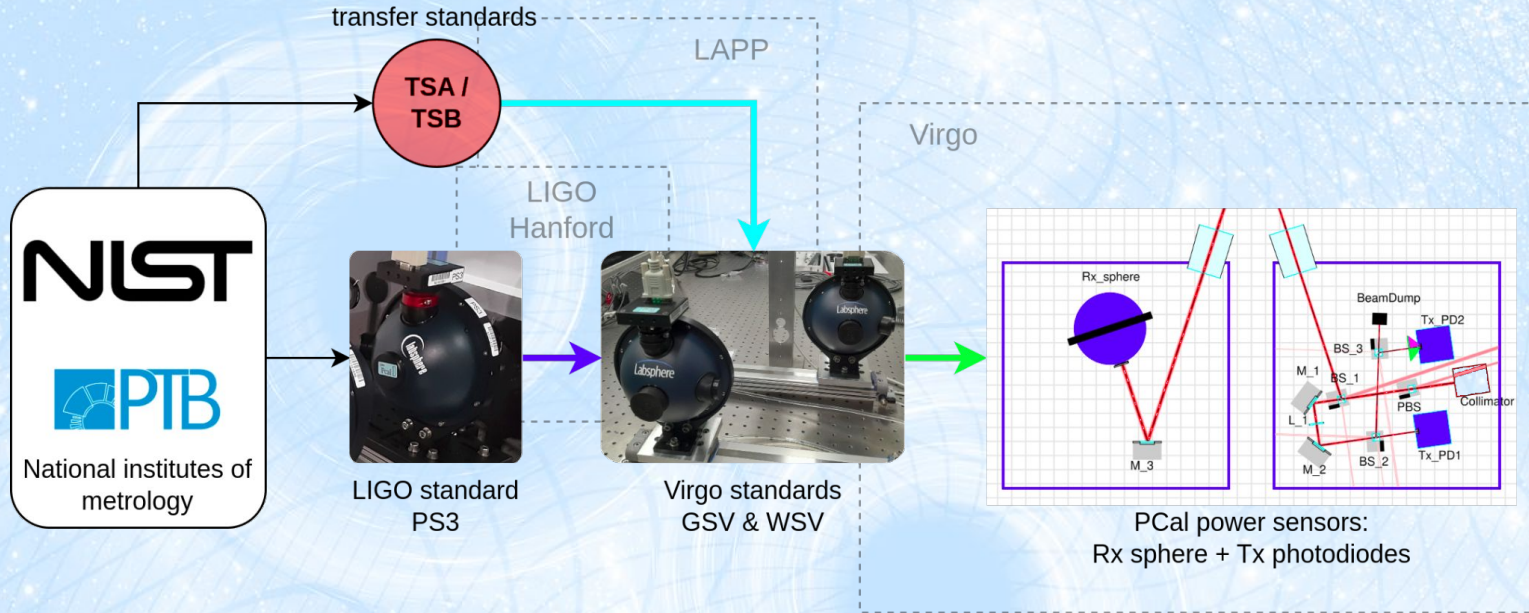 transfer standards
LAPP
TSA /
TSB
Virgo
LIGO
Hanford
NIST
PTB
National institutes of
metrology
PS3
labsphere
Labsphere
Labsphere
LIGO standard
PS3
Virgo standards
GSV & WSV
Rx_sphere
M_3
BeamDump
Tx_PD2
BS_3
M_1
BS_1
Collimator
PBS
L_1
Tx_PD1
BS_2
M_2
PCal power sensors:
Rx sphere + Tx photodiodes